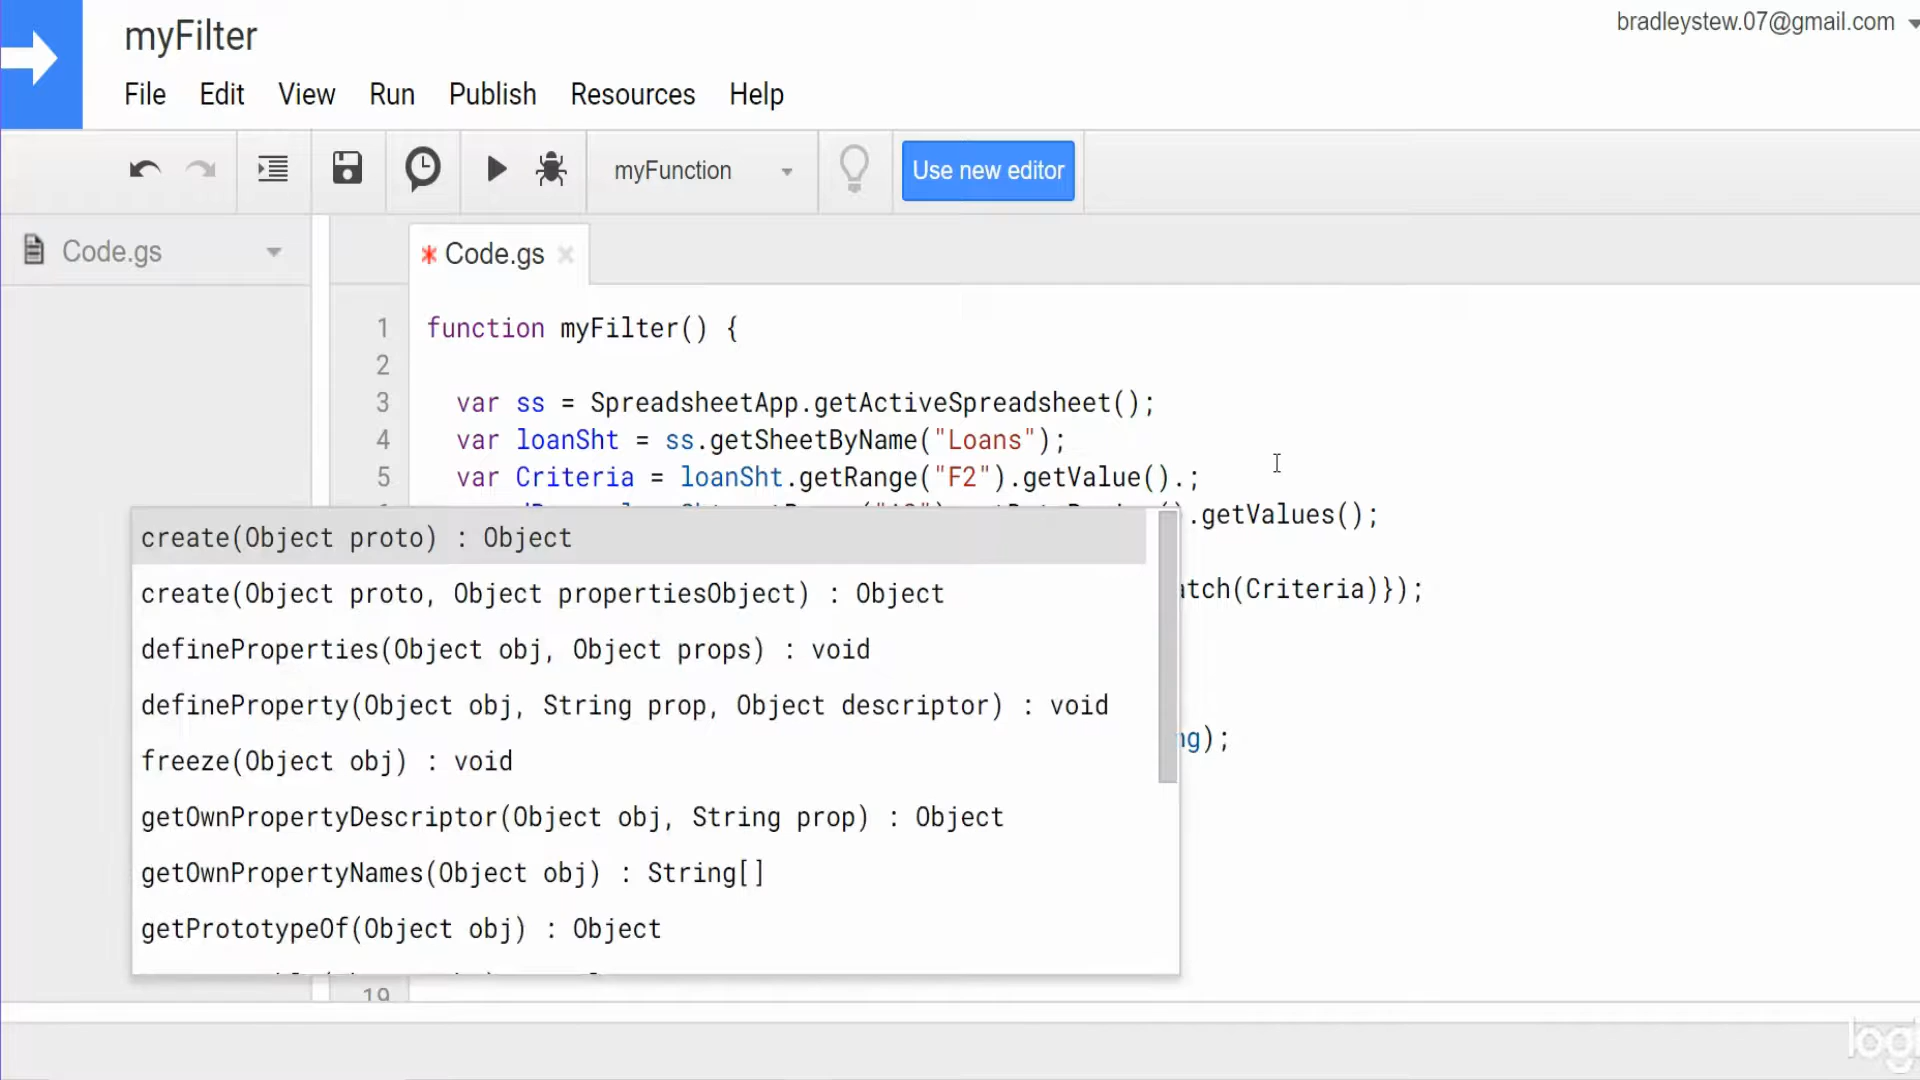 myFilter
bradleystew.07@gmail.com
File Edit View Run Publish Resources Help
myFunction
Use new editor
Code.gs
* Code.gs
1 function myFilter() {
2
3 var ss = SpreadsheetApp.getActiveSpreadsheet();
4 var loanSht = ss.getSheetByName("Loans");
5 var Criteria = loanSht.getRange("F2").getValue().;
.getValues();
create(Object proto) : Object
create(Object proto, Object propertiesObject) : Object
atch(Criteria)});
defineProperties(Object obj, Object props) : void
defineProperty(Object obj, String prop, Object descriptor) : void
ng);
freeze(Object obj) : void
getOwnPropertyDescriptor(Object obj, String prop) : Object
getOwnPropertyNames(Object obj) : String[]
getPrototypeOf(Object obj) : Object
19